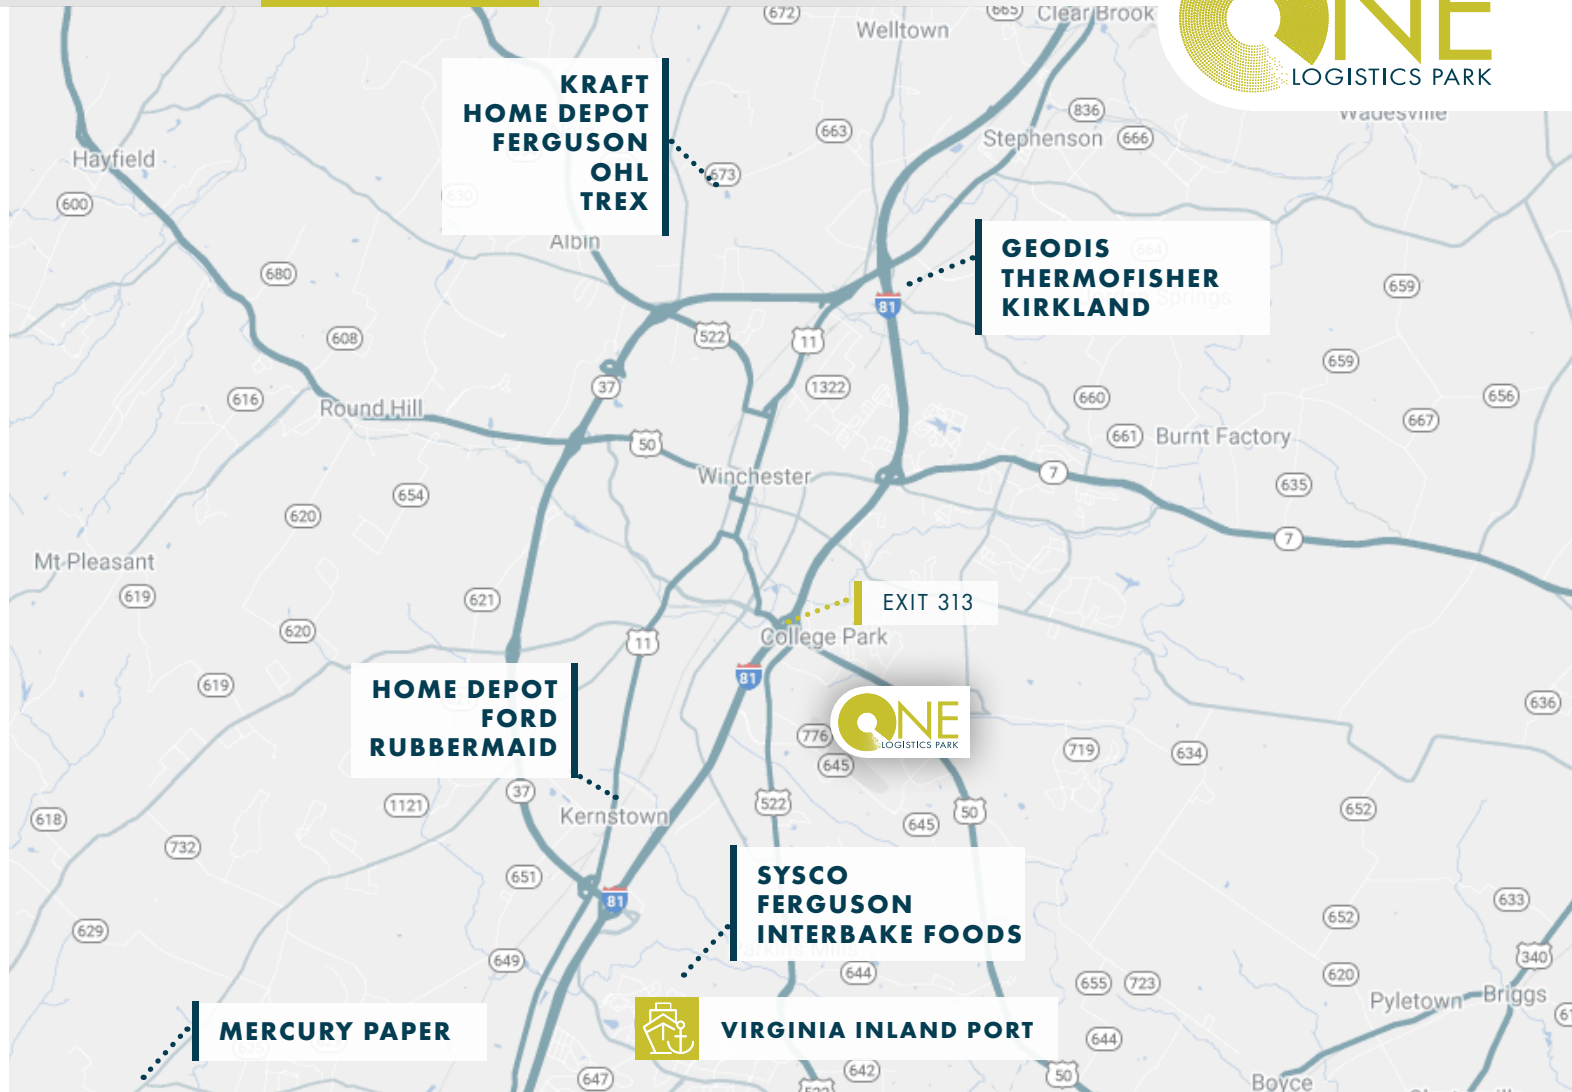 672
665
Clear Brook
Welltown
ONE
LOGISTICS PARK
KRAFT
HOME DEPOT
FERGUSON
OHL
TREX
836
663
Stephenson
666
Wadesville
Hayfield
673
600
630
Albin
GEODIS
THERMOFISHER
KIRKLAND
664
Springs
680
659
81
608
522
11
659
37
1322
616
Round Hill
660
656
667
50
661
Burnt Factory
Winchester
7
654
635
620
7
Mt Pleasant
619
621
EXIT 313
620
11
College Park
81
619
HOME DEPOT
FORD
RUBBERMAID
636
ONE
LOGISTICS PARK
776
645
719
634
37
1121
522
50
618
Kernstown
645
652
732
651
SYSCO
FERGUSON
INTERBAKE FOODS
81
633
652
629
340
649
644
620
655
723
Pyletown
Briggs
MERCURY PAPER
VIRGINIA INLAND PORT
644
647
642
50
522
Boyce